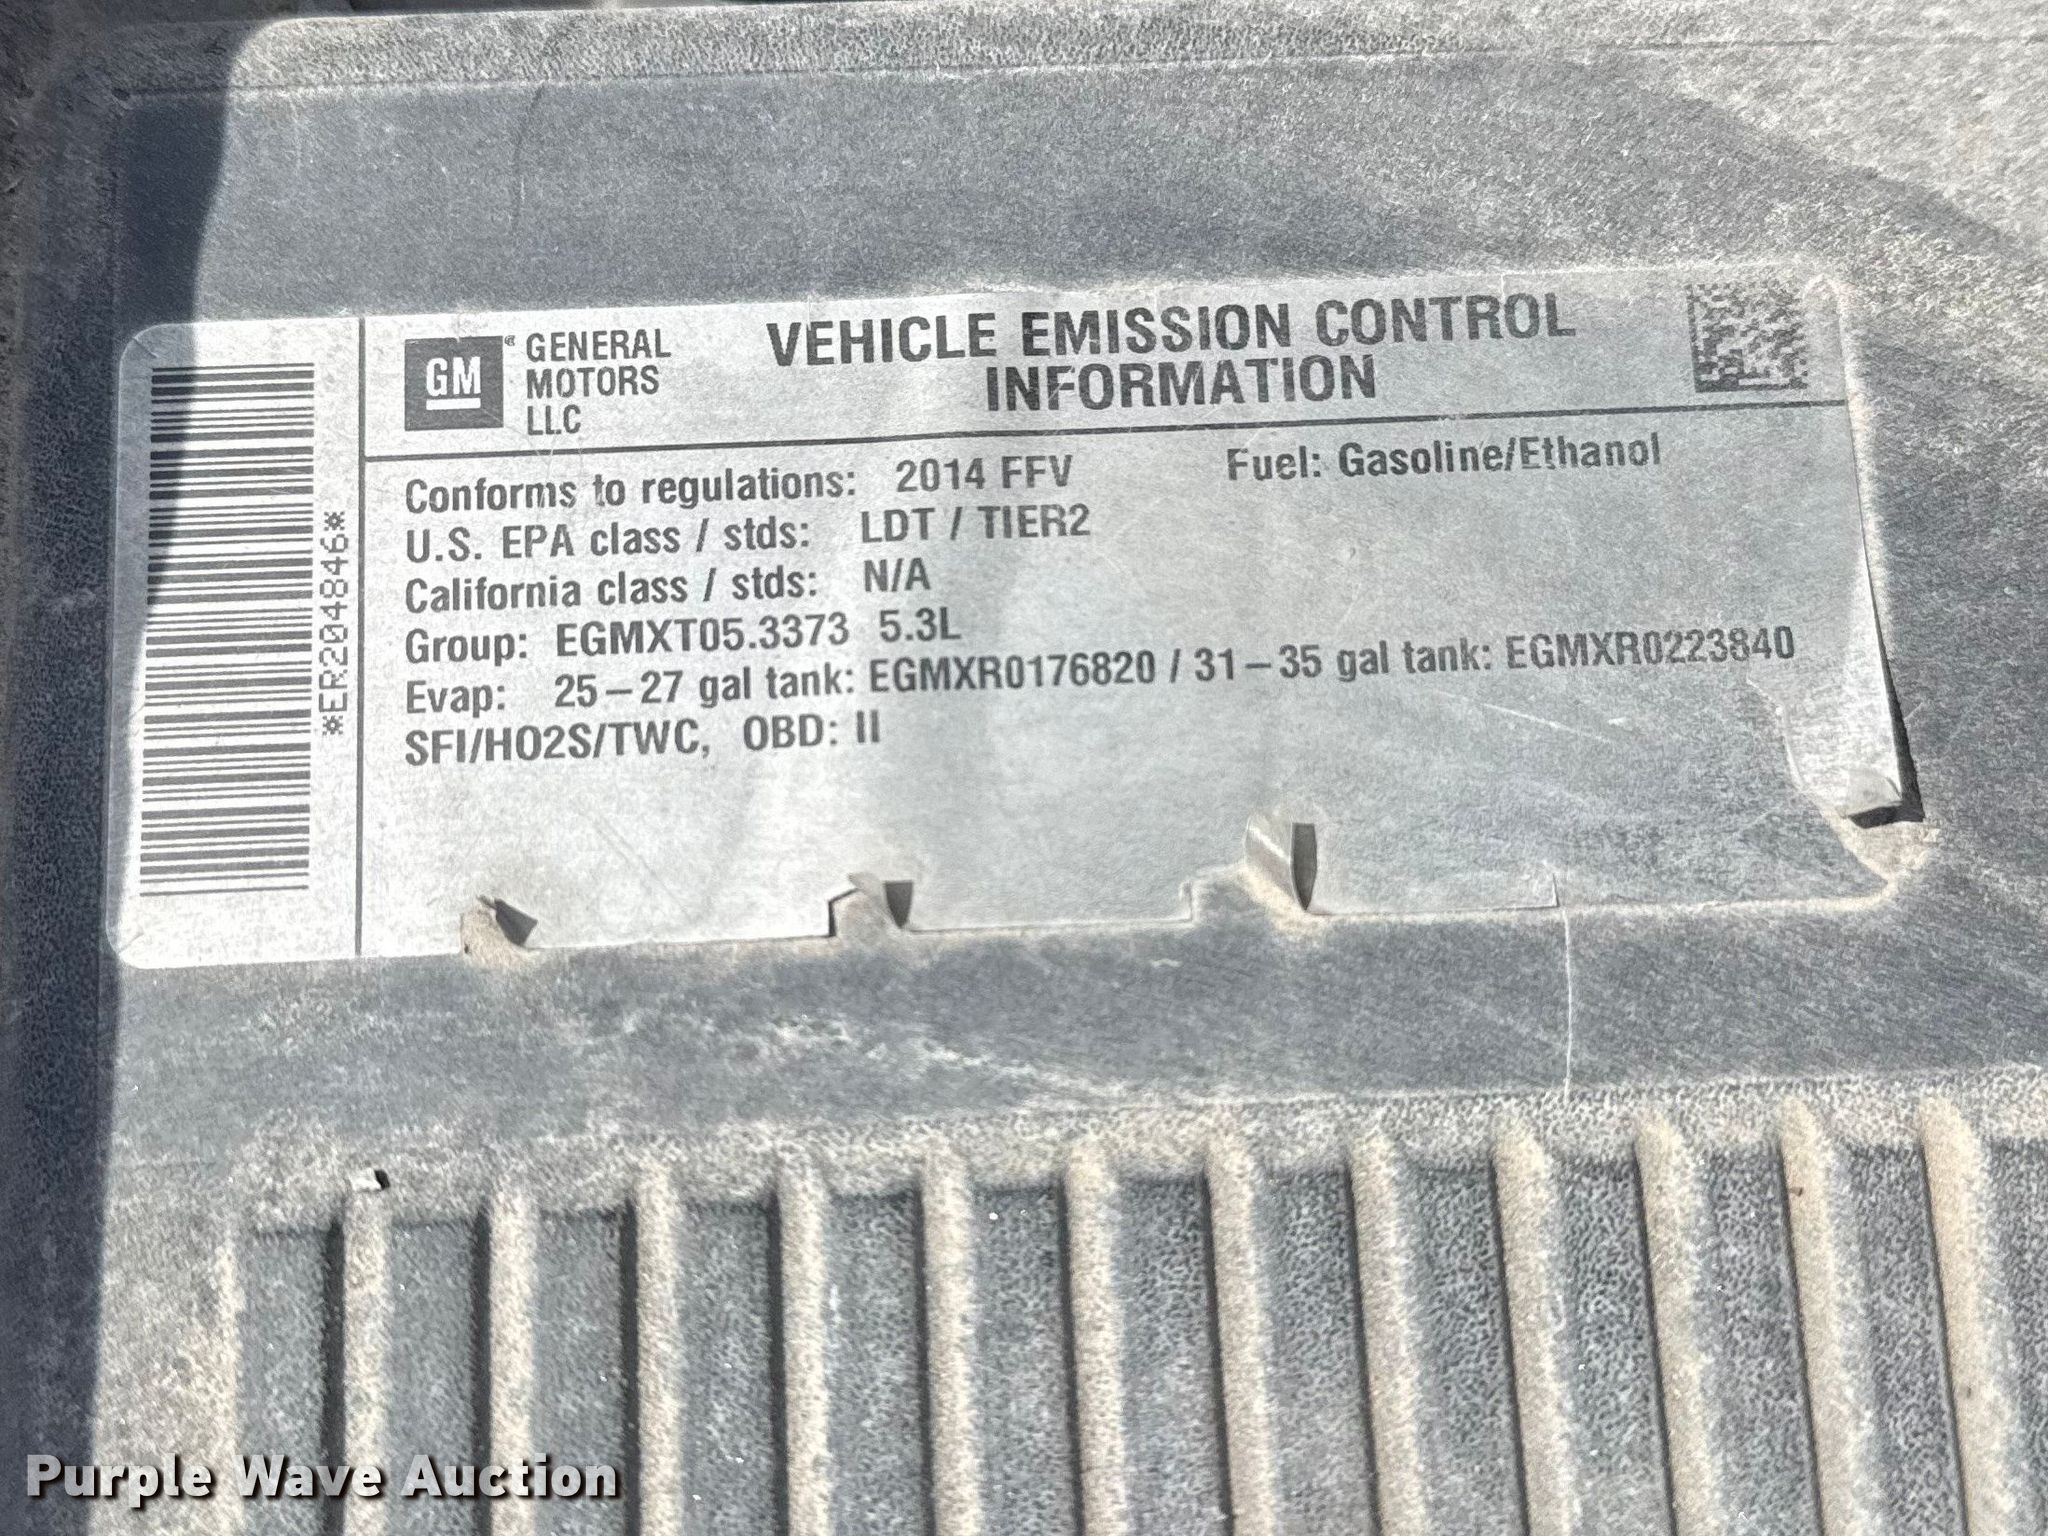 *ER204846*
GM® GENERAL MOTORS LLC
VEHICLE EMISSION CONTROL
INFORMATION
Conforms to regulations: 2014 FFV Fuel: Gasoline/Ethanol
U.S. EPA class / stds: LDT / TIER2
California class / stds: N/A
Group: EGMXT05.3373 5.3L
Evap: 25-27 gal tank: EGMXR0176820 / 31-35 gal tank: EGMXR0223840
SFI/HO2S/TWC, OBD: II
Purple Wave Auction